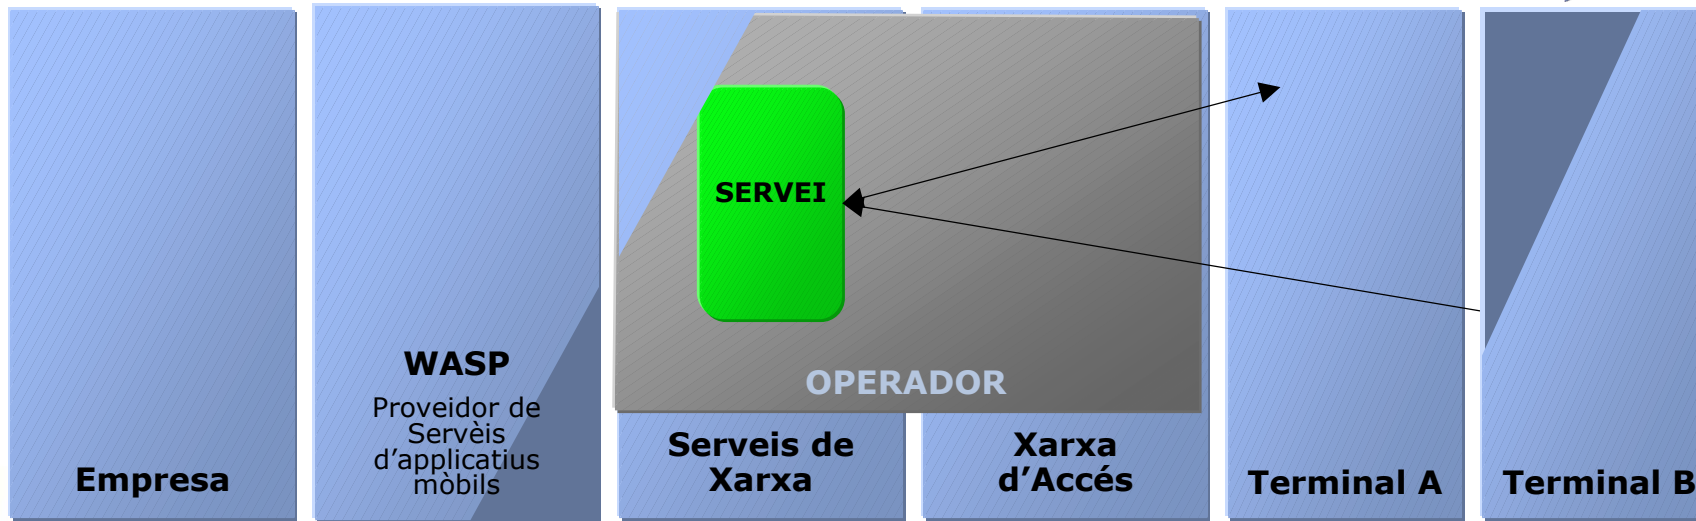 SERVEI
OPERADOR
Empresa
WASP
Proveidor de
Servèis
d’applicatius
mòbils
Serveis de
Xarxa
Xarxa
d’Accés
Terminal A
Terminal B